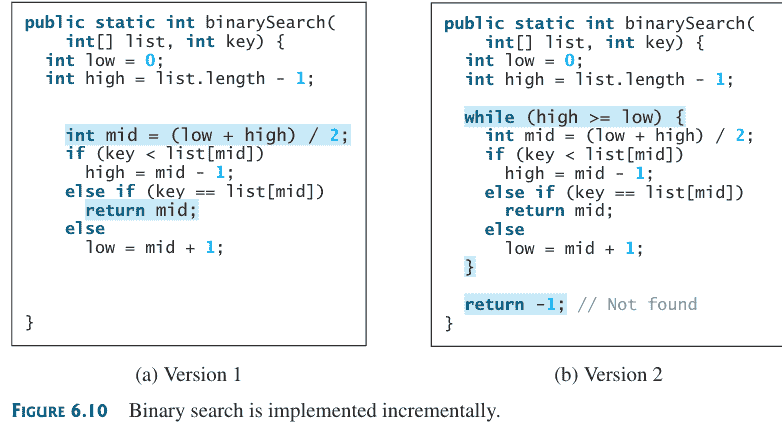 public static int binarySearch(
int[] list, int key) {
int low = 0;
int high = list.length - 1;
int mid = (low + high) / 2;
if (key < list[mid])
high = mid - 1;
else if (key == list[mid])
return mid;
else
low = mid + 1;
}
(a) Version 1
public static int binarySearch(
int[] list, int key) {
int low = 0;
int high = list.length - 1;
while (high >= low) {
int mid = (low + high) / 2;
if (key < list[mid])
high = mid - 1;
else if (key == list[mid])
return mid;
else
low = mid + 1;
}
return -1; // Not found
}
(b) Version 2
FIGURE 6.10 Binary search is implemented incrementally.